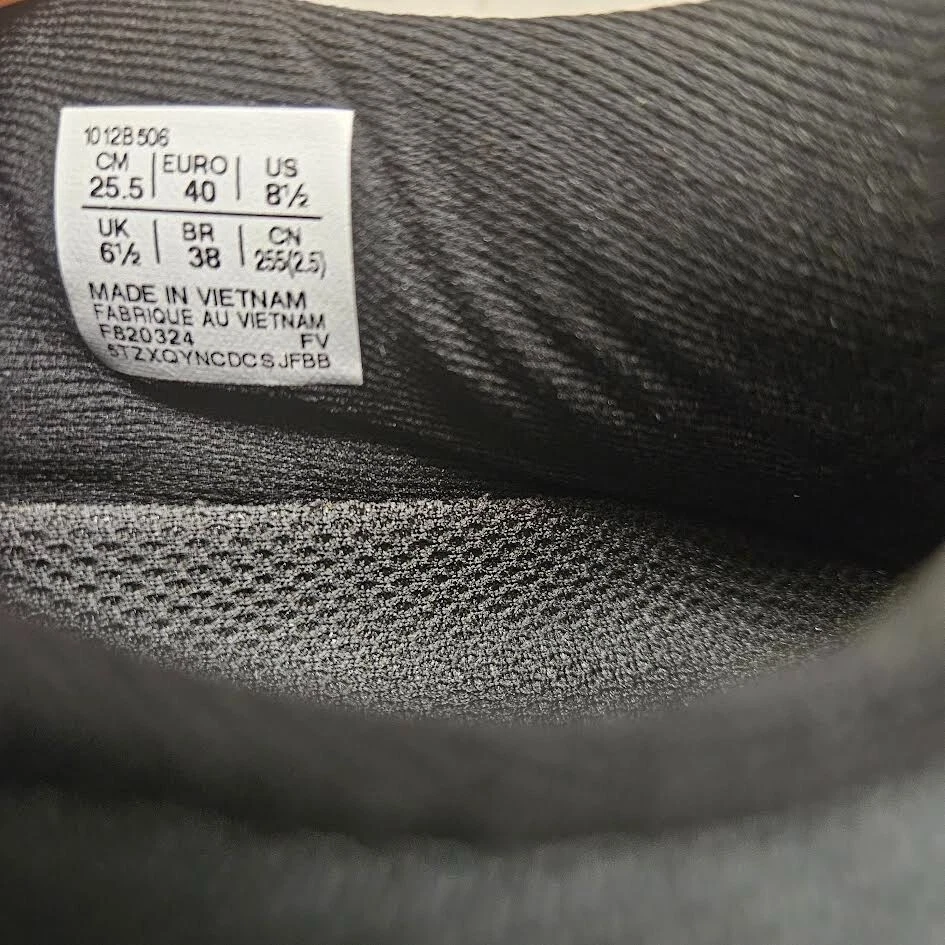 1012B506
CM | EURO | US
25.5 | 40 | 8½
UK | BR | CN
6½ | 38 | 255(2.5)
MADE IN VIETNAM
FABRIQUE AU VIETNAM
F820324 FV
5TZXQYNCDCSJFBB